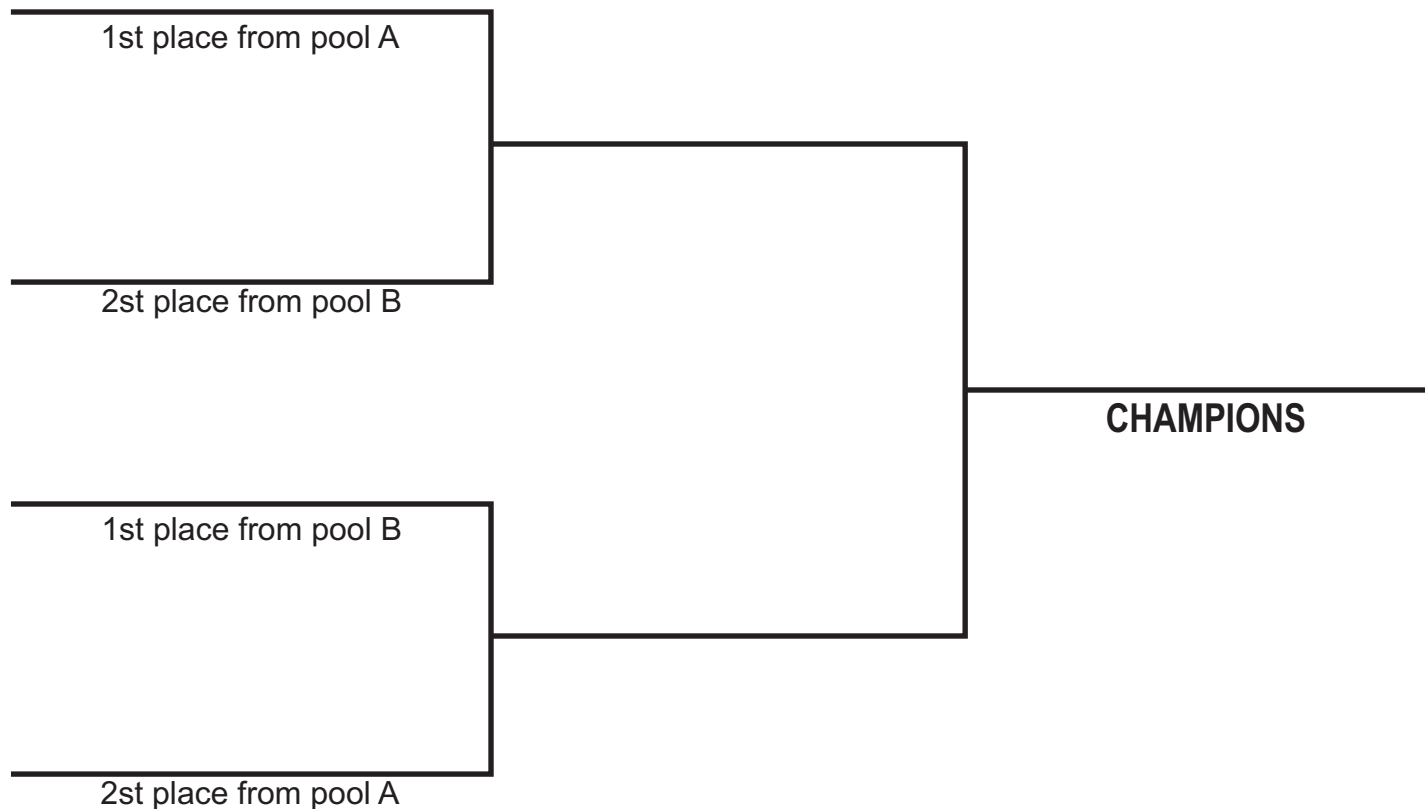 1st place from pool A
2st place from pool B
CHAMPIONS
1st place from pool B
2st place from pool A